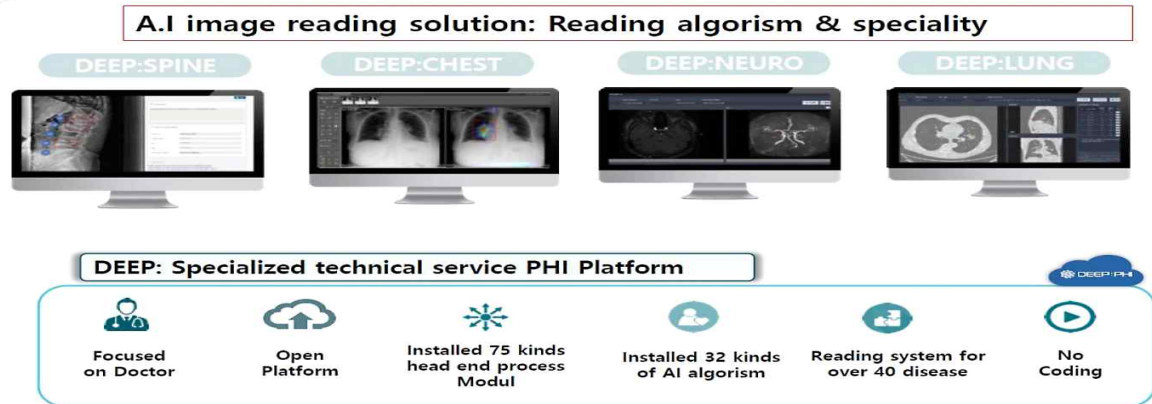 A.I image reading solution: Reading algorism & speciality
DEEP:SPINE
DEEP:CHEST
DEEP:NEURO
DEEP:LUNG
DEEP: Specialized technical service PHI Platform
DEEP:PHI
Focused
on Doctor
Open
Platform
Installed 75 kinds
head end process
Modul
Installed 32 kinds
of AI algorism
Reading system for
over 40 disease
No
Coding